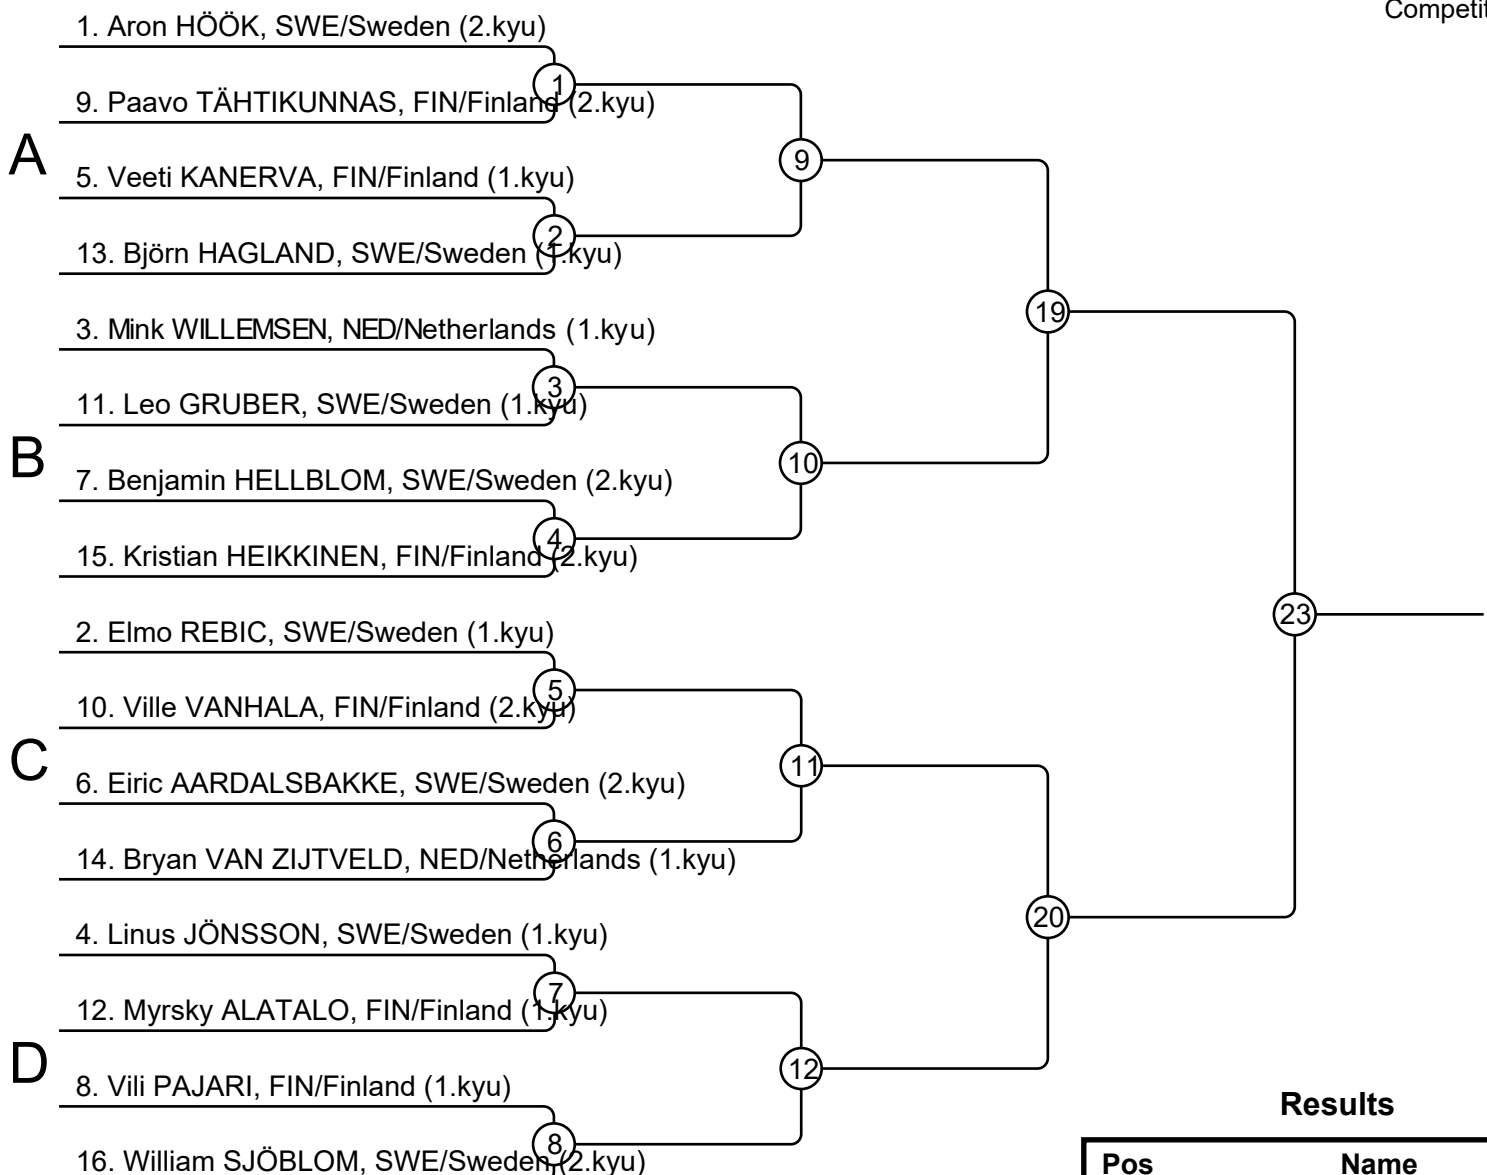 Competit
1. Aron HÖÖK, SWE/Sweden (2.kyu)
1
9. Paavo TÄHTIKUNNAS, FIN/Finland (2.kyu)
A
9
5. Veeti KANERVA, FIN/Finland (1.kyu)
2
13. Björn HAGLAND, SWE/Sweden (1.kyu)
19
3. Mink WILLEMSEN, NED/Netherlands (1.kyu)
3
11. Leo GRUBER, SWE/Sweden (1.kyu)
B
10
7. Benjamin HELLBLOM, SWE/Sweden (2.kyu)
4
15. Kristian HEIKKINEN, FIN/Finland (2.kyu)
23
2. Elmo REBIC, SWE/Sweden (1.kyu)
5
10. Ville VANHALA, FIN/Finland (2.kyu)
C
11
6. Eiric AARDALSBAKKE, SWE/Sweden (2.kyu)
6
14. Bryan VAN ZIJTVELD, NED/Netherlands (1.kyu)
20
4. Linus JÖNSSON, SWE/Sweden (1.kyu)
7
12. Myrsky ALATALO, FIN/Finland (1.kyu)
D
12
8. Vili PAJARI, FIN/Finland (1.kyu)
Results
8
16. William SJÖBLOM, SWE/Sweden (2.kyu)
Pos Name